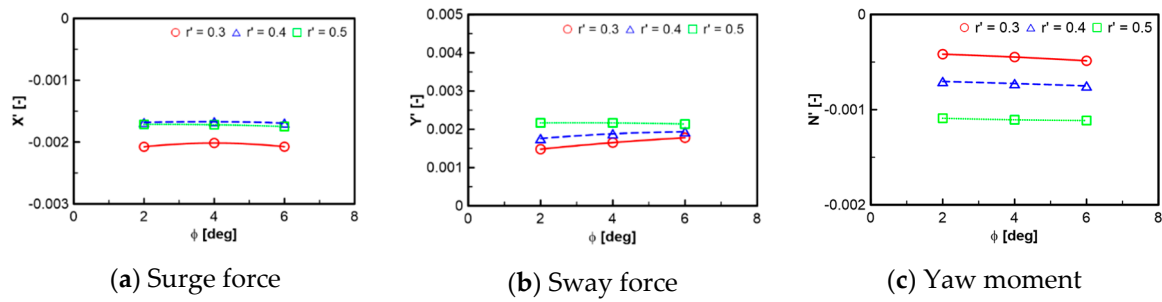 0
r' = 0.3 r' = 0.4 r' = 0.5
-0.001
X' [-]
-0.002
-0.003
0 2 4 6 8
ϕ [deg]
(a) Surge force
0.005
r' = 0.3 r' = 0.4 r' = 0.5
0.004
0.003
Y' [-]
0.002
0.001
0
0 2 4 6 8
ϕ [deg]
(b) Sway force
0
r' = 0.3 r' = 0.4 r' = 0.5
N' [-]
-0.001
-0.002
0 2 4 6 8
ϕ [deg]
(c) Yaw moment